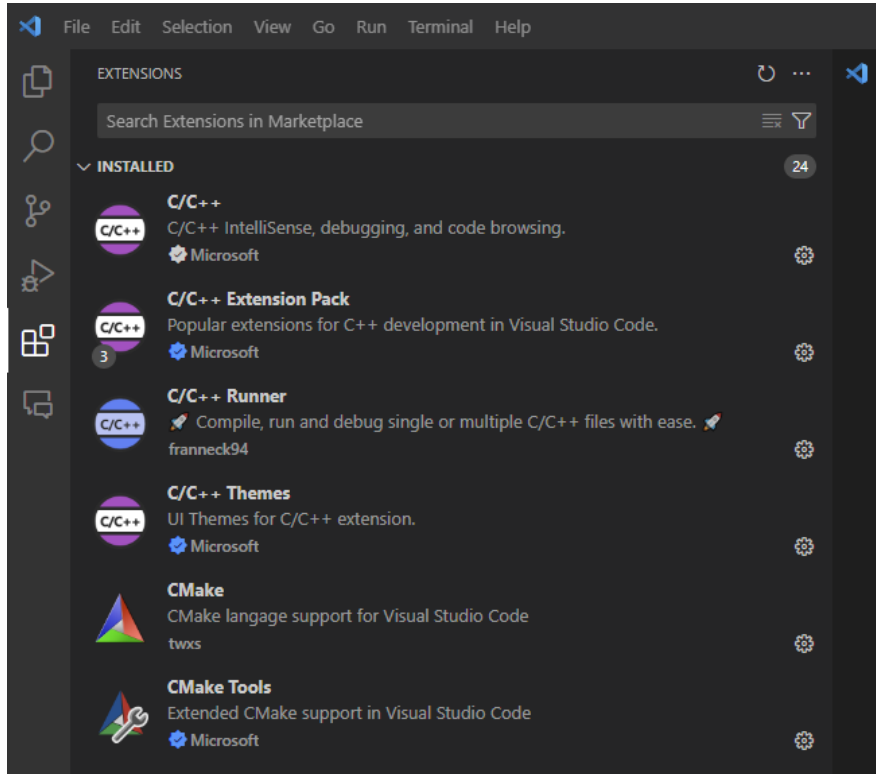 File Edit Selection View Go Run Terminal Help
EXTENSIONS
Search Extensions in Marketplace
INSTALLED 24
C/C++
C/C++ C/C++ IntelliSense, debugging, and code browsing.
Microsoft
C/C++ Extension Pack
C/C++ Popular extensions for C++ development in Visual Studio Code.
3 Microsoft
C/C++ Runner
C/C++ 🚀 Compile, run and debug single or multiple C/C++ files with ease. 🚀
franneck94
C/C++ Themes
C/C++ UI Themes for C/C++ extension.
Microsoft
CMake
CMake langage support for Visual Studio Code
twxs
CMake Tools
Extended CMake support in Visual Studio Code
Microsoft